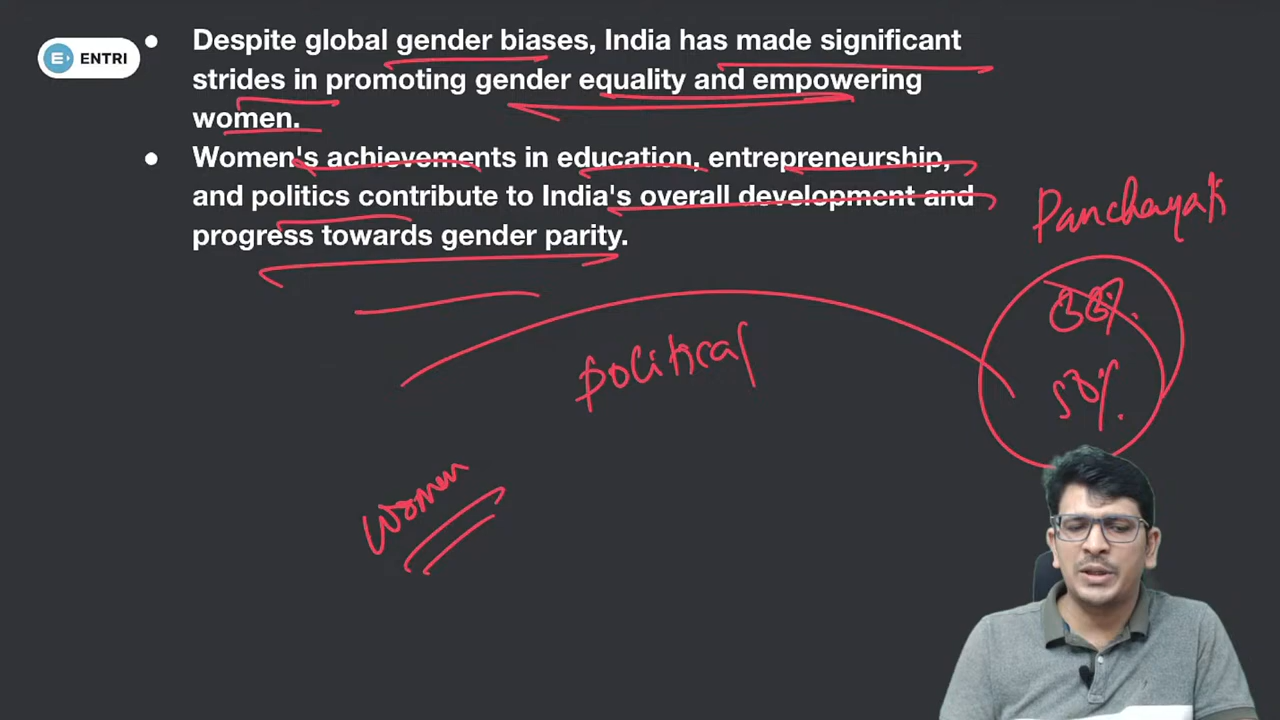 ENTRI
● Despite global gender biases, India has made significant
strides in promoting gender equality and empowering
women.
● Women's achievements in education, entrepreneurship,
and politics contribute to India's overall development and
progress towards gender parity.
Panchayati
33%.
50%.
political
women